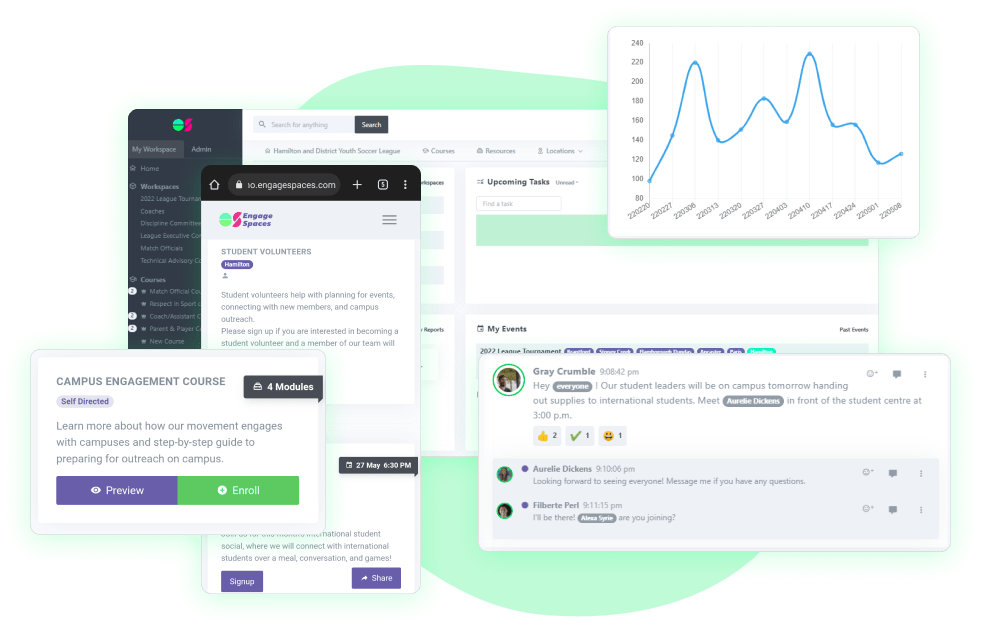 My Workspace
Admin
Home
Workspaces
2022 League Tournam
Coaches
Discipline Committee
League Executive Co
Match Officials
Technical Advisory C
Courses
2
Match Official Cou
Respect in Sport
2
Coach/Assistant C
2
Parent & Player C
New Course
Search for anything
Search
Hamilton and District Youth Soccer League
Courses
Resources
Locations
Upcoming Tasks
Unread
Find a task
My Events
Past Events
2022 League Tournament
Reports
.engagespaces.com
5
Engage
Spaces
STUDENT VOLUNTEERS
Hamilton
Student volunteers help with planning for events,
connecting with new members, and campus
outreach.
Please sign up if you are interested in becoming a
student volunteer and a member of our team will
27 May 6:30 PM
international student
social, where we will connect with international
students over a meal, conversation, and games!
Signup
Share
240
220
200
180
160
140
120
100
80
220220
220227
220306
220313
220320
220327
220403
220410
220417
220424
220501
220508
CAMPUS ENGAGEMENT COURSE
4 Modules
Self Directed
Learn more about how our movement engages
with campuses and step-by-step guide to
preparing for outreach on campus.
Preview
Enroll
Gray Crumble 9:08:42 pm
Hey everyone ! Our student leaders will be on campus tomorrow handing
out supplies to international students. Meet Aurelie Dickens in front of the student centre at
3:00 p.m.
2
1
1
Aurelie Dickens 9:10:06 pm
Looking forward to seeing everyone! Message me if you have any questions.
Filberte Perl 9:11:15 pm
I'll be there! Alexa Syrie are you joining?